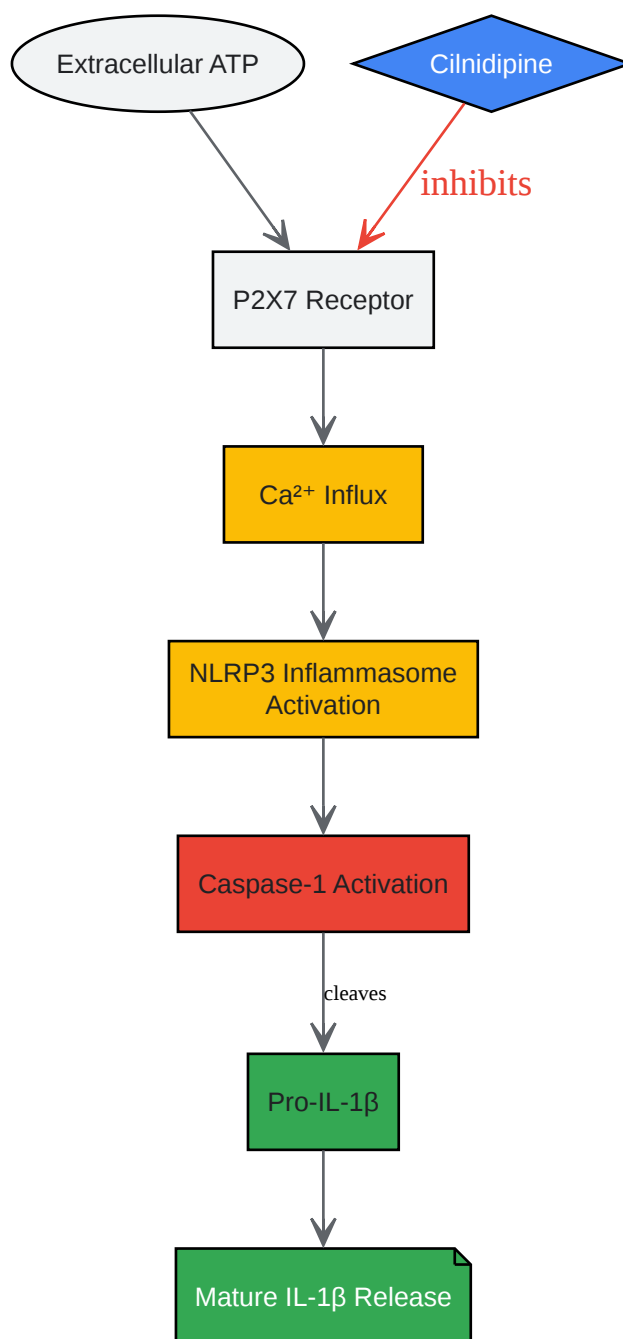 Extracellular ATP
Cilnidipine
inhibits
P2X7 Receptor
Ca²⁺ Influx
NLRP3 Inflammasome
Activation
Caspase-1 Activation
cleaves
Pro-IL-1β
Mature IL-1β Release